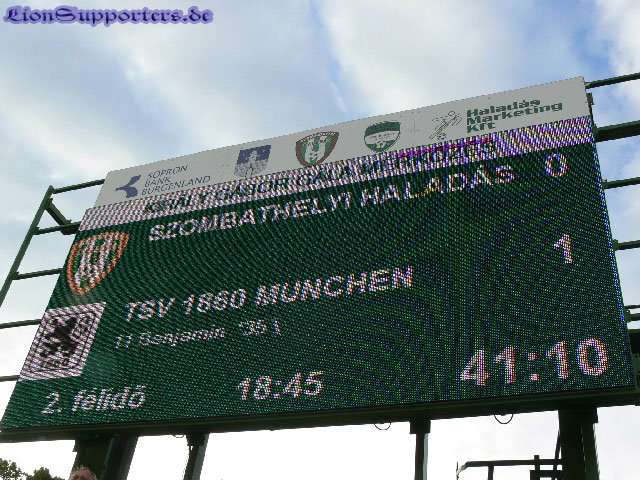 LionSupporters.de
SOPRON
BANK
BURGENLAND
Haladás
Marketing
Kft
SZOMBATHELYI HALADÁS 0
TSV 1860 MÜNCHEN 1
11 Benjamin '35
2. félidő 18:45 41:10